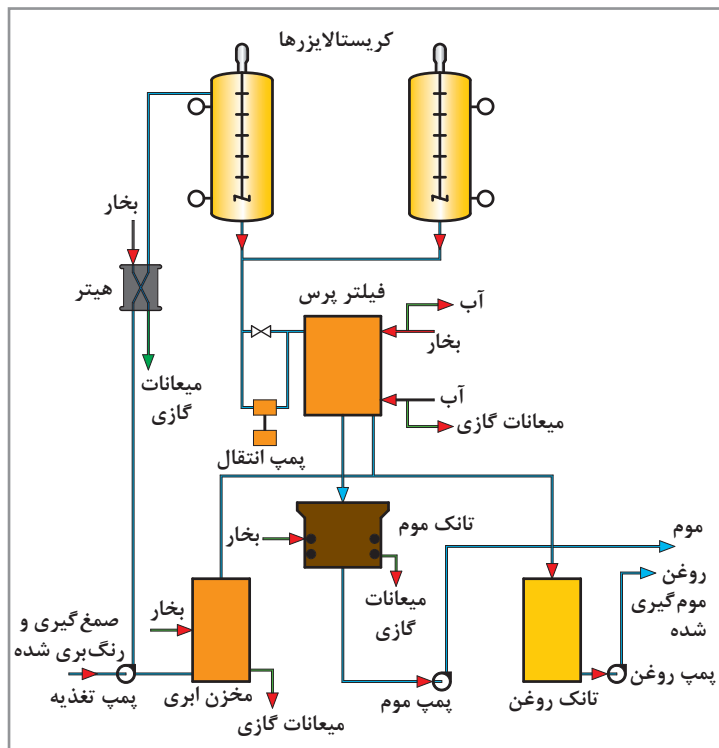 کریستالایزرها
بخار
هیتر
میعانات
گازی
فیلتر پرس
آب
بخار
آب
میعانات گازی
پمپ انتقال
تانک موم
بخار
میعانات
گازی
موم
روغن
موم‌گیری
شده
صمغ‌گیری و
رنگ‌بری شده
بخار
پمپ تغذیه
مخزن ابری
میعانات گازی
پمپ موم
تانک روغن
پمپ روغن